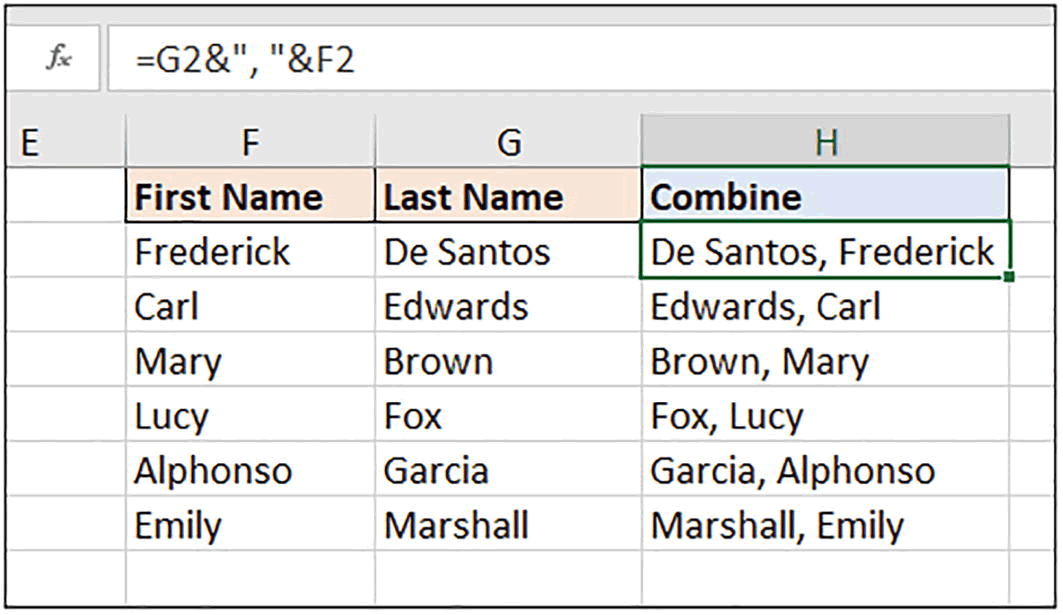 fx =G2&", "&F2
E F G H
First Name Last Name Combine
Frederick De Santos De Santos, Frederick
Carl Edwards Edwards, Carl
Mary Brown Brown, Mary
Lucy Fox Fox, Lucy
Alphonso Garcia Garcia, Alphonso
Emily Marshall Marshall, Emily